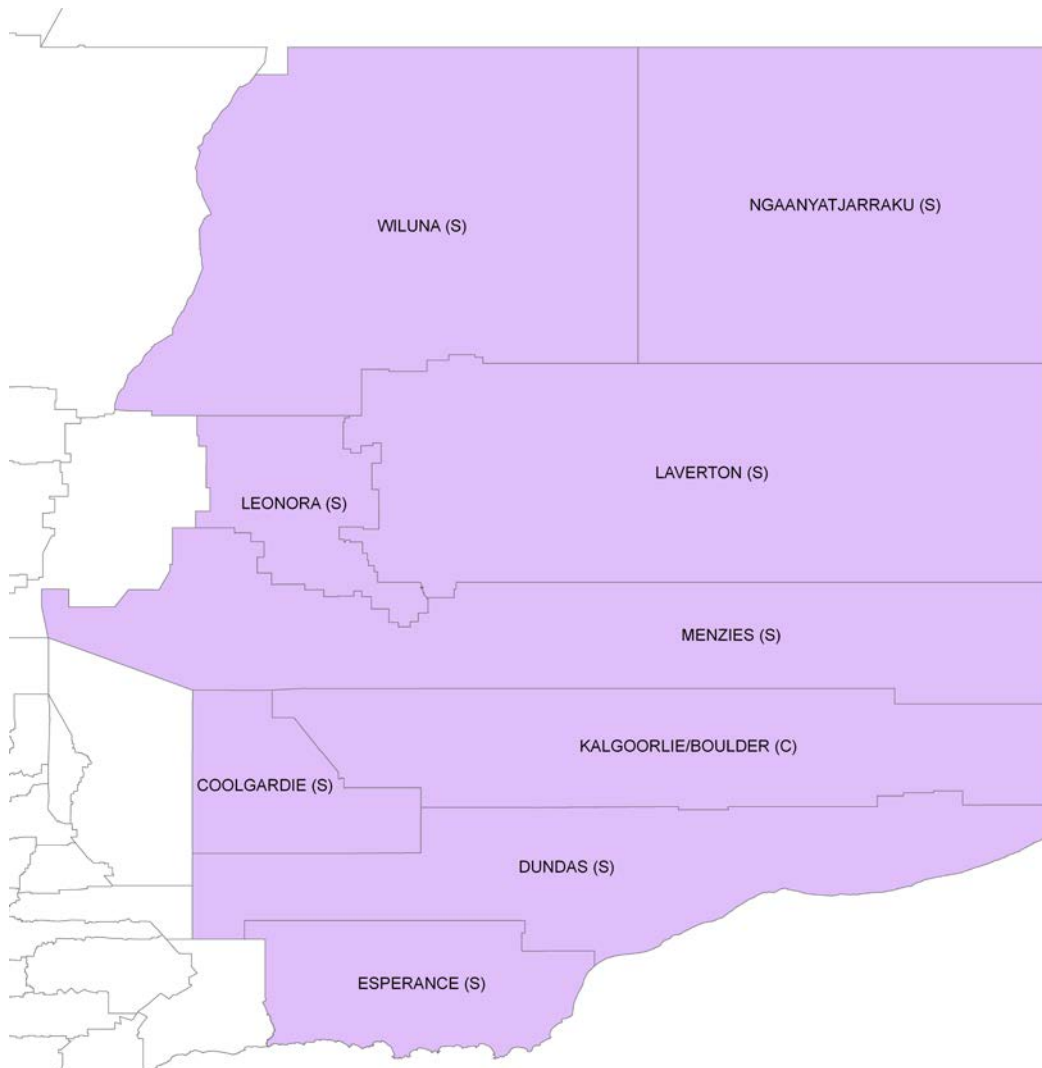 NGAANYATJARRAKU (S)
WILUNA (S)
LAVERTON (S)
LEONORA (S)
MENZIES (S)
KALGOORLIE/BOULDER (C)
COOLGARDIE (S)
DUNDAS (S)
ESPERANCE (S)